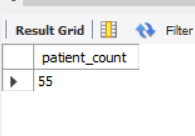 Result Grid Filter
patient_count
55